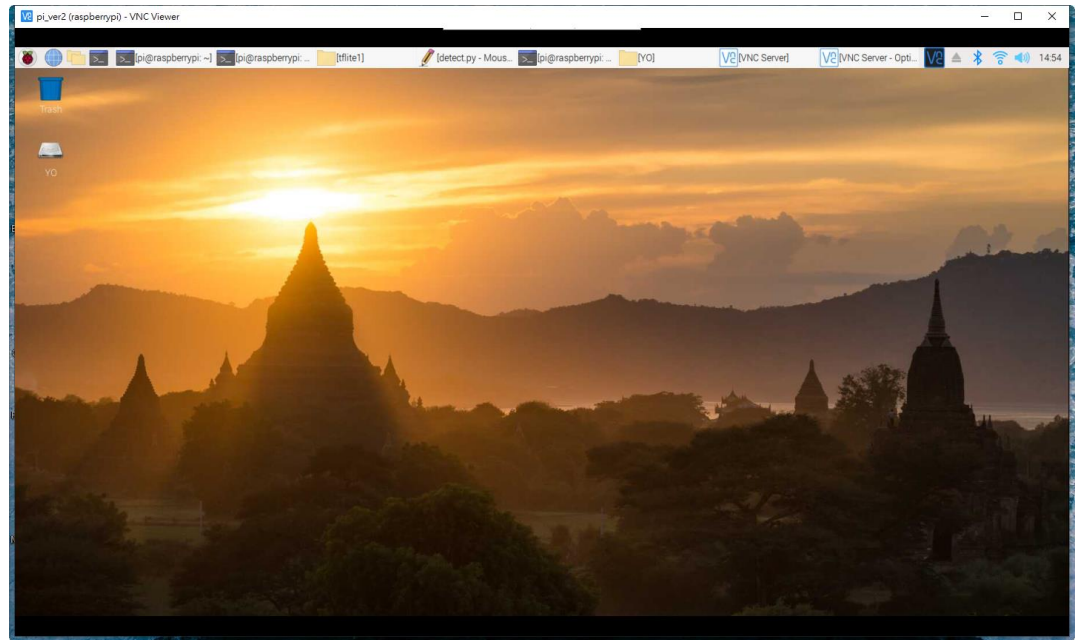 pi_ver2 (raspberrypi) - VNC Viewer
[pi@raspberrypi: ~] [pi@raspberrypi: ... [tflite1] [detect.py - Mous... [pi@raspberrypi: ... [YO] [VNC Server] [VNC Server - Opti... 14:54
Trash
YO